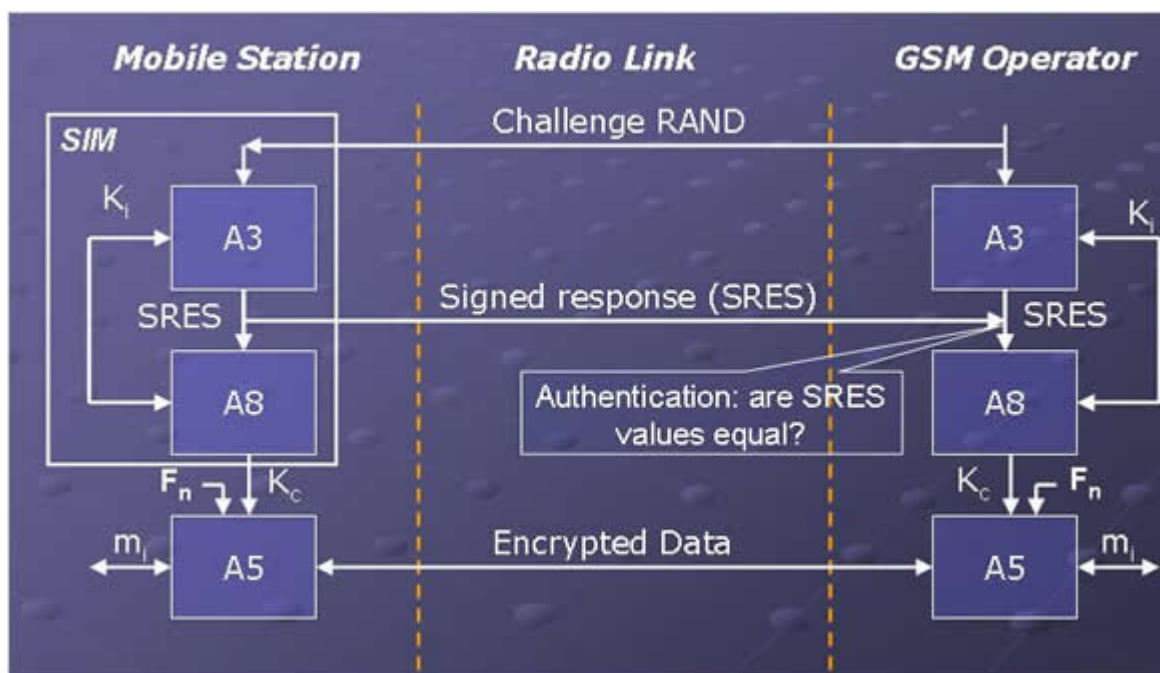 Mobile Station
Radio Link
GSM Operator
Challenge RAND
SIM
Ki
A3
A3
Ki
Signed response (SRES)
SRES
SRES
A8
Authentication: are SRES
values equal?
A8
Fn
Kc
Kc
Fn
mi
A5
Encrypted Data
A5
mi